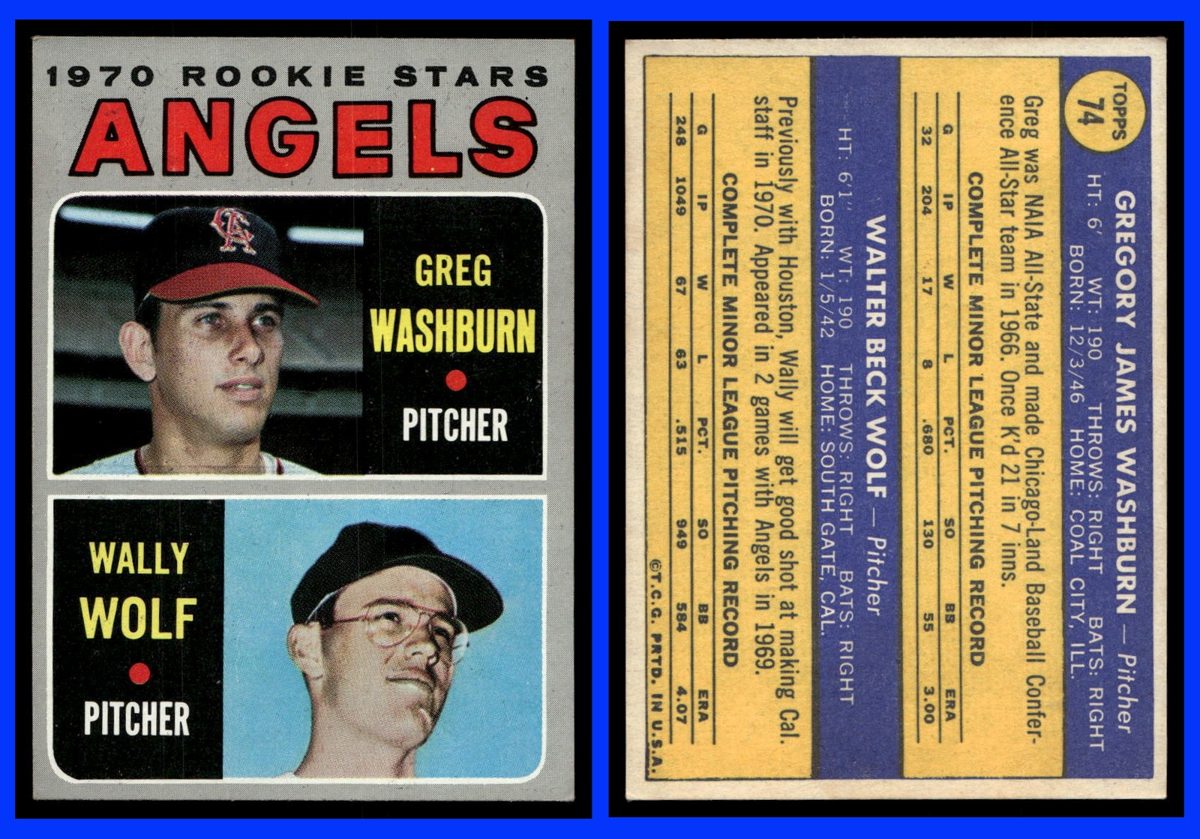 1970 ROOKIE STARS
ANGELS
CA
GREG
WASHBURN
PITCHER
WALLY
WOLF
PITCHER
TOPPS
74
GREGORY JAMES WASHBURN — Pitcher
HT: 6' WT: 190 THROWS: RIGHT BATS: RIGHT
BORN: 12/3/46 HOME: COAL CITY, ILL.
Greg was NAIA All-State and made Chicago-Land Baseball Confer-
ence All-Star team in 1966. Once K'd 21 in 7 inns.
COMPLETE MINOR LEAGUE PITCHING RECORD
G IP W L PCT. SO BB ERA
32 204 17 8 .680 130 55 3.00
WALTER BECK WOLF — Pitcher
HT: 6'1'' WT: 190 THROWS: RIGHT BATS: RIGHT
BORN: 1/5/42 HOME: SOUTH GATE, CAL.
Previously with Houston, Wally will get good shot at making Cal.
staff in 1970. Appeared in 2 games with Angels in 1969.
COMPLETE MINOR LEAGUE PITCHING RECORD
G IP W L PCT. SO BB ERA
248 1049 67 63 .515 949 584 4.07
©T.C.G. PRTD. IN U.S.A.